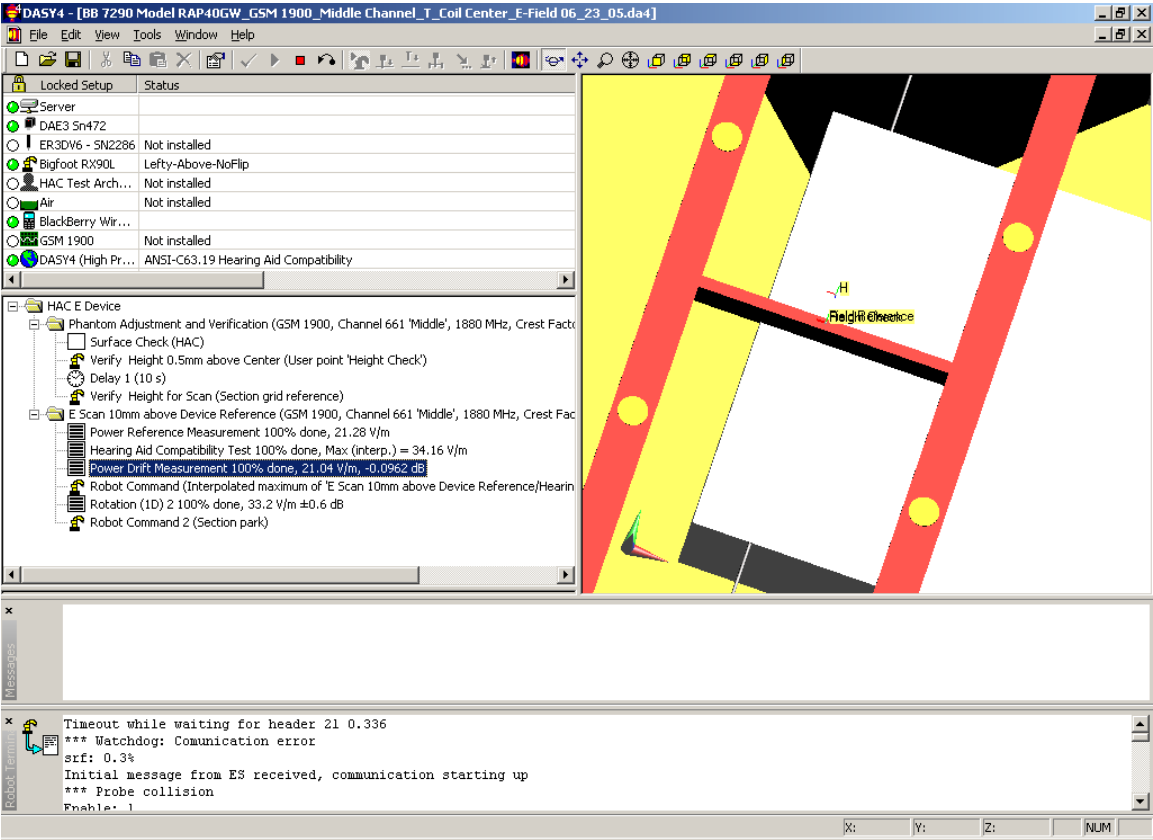 DASY4 - [BB 7290 Model RAP40GW_GSM 1900_Middle Channel_T_Coil Center_E-Field 06_23_05.da4]
File Edit View Tools Window Help
Locked Setup Status
Server
DAE3 Sn472
ER3DV6 - SN2286 Not installed
Bigfoot RX90L Lefty-Above-NoFlip
HAC Test Arch... Not installed
Air Not installed
BlackBerry Wir...
GSM 1900 Not installed
DASY4 (High Pr... ANSI-C63.19 Hearing Aid Compatibility
HAC E Device
Phantom Adjustment and Verification (GSM 1900, Channel 661 'Middle', 1880 MHz, Crest Facto
Surface Check (HAC)
Verify Height 0.5mm above Center (User point 'Height Check')
Delay 1 (10 s)
Verify Height for Scan (Section grid reference)
E Scan 10mm above Device Reference (GSM 1900, Channel 661 'Middle', 1880 MHz, Crest Fac
Power Reference Measurement 100% done, 21.28 V/m
Hearing Aid Compatibility Test 100% done, Max (interp.) = 34.16 V/m
Power Drift Measurement 100% done, 21.04 V/m, -0.0962 dB
Robot Command (Interpolated maximum of 'E Scan 10mm above Device Reference/Hearin
Rotation (1D) 2 100% done, 33.2 V/m ±0.6 dB
Robot Command 2 (Section park)
H
Messages
Timeout while waiting for header 21 0.336
*** Watchdog: Comunication error
srf: 0.3%
Initial message from ES received, communication starting up
*** Probe collision
Enable: 1
Robot Termin
X: Y: Z: NUM